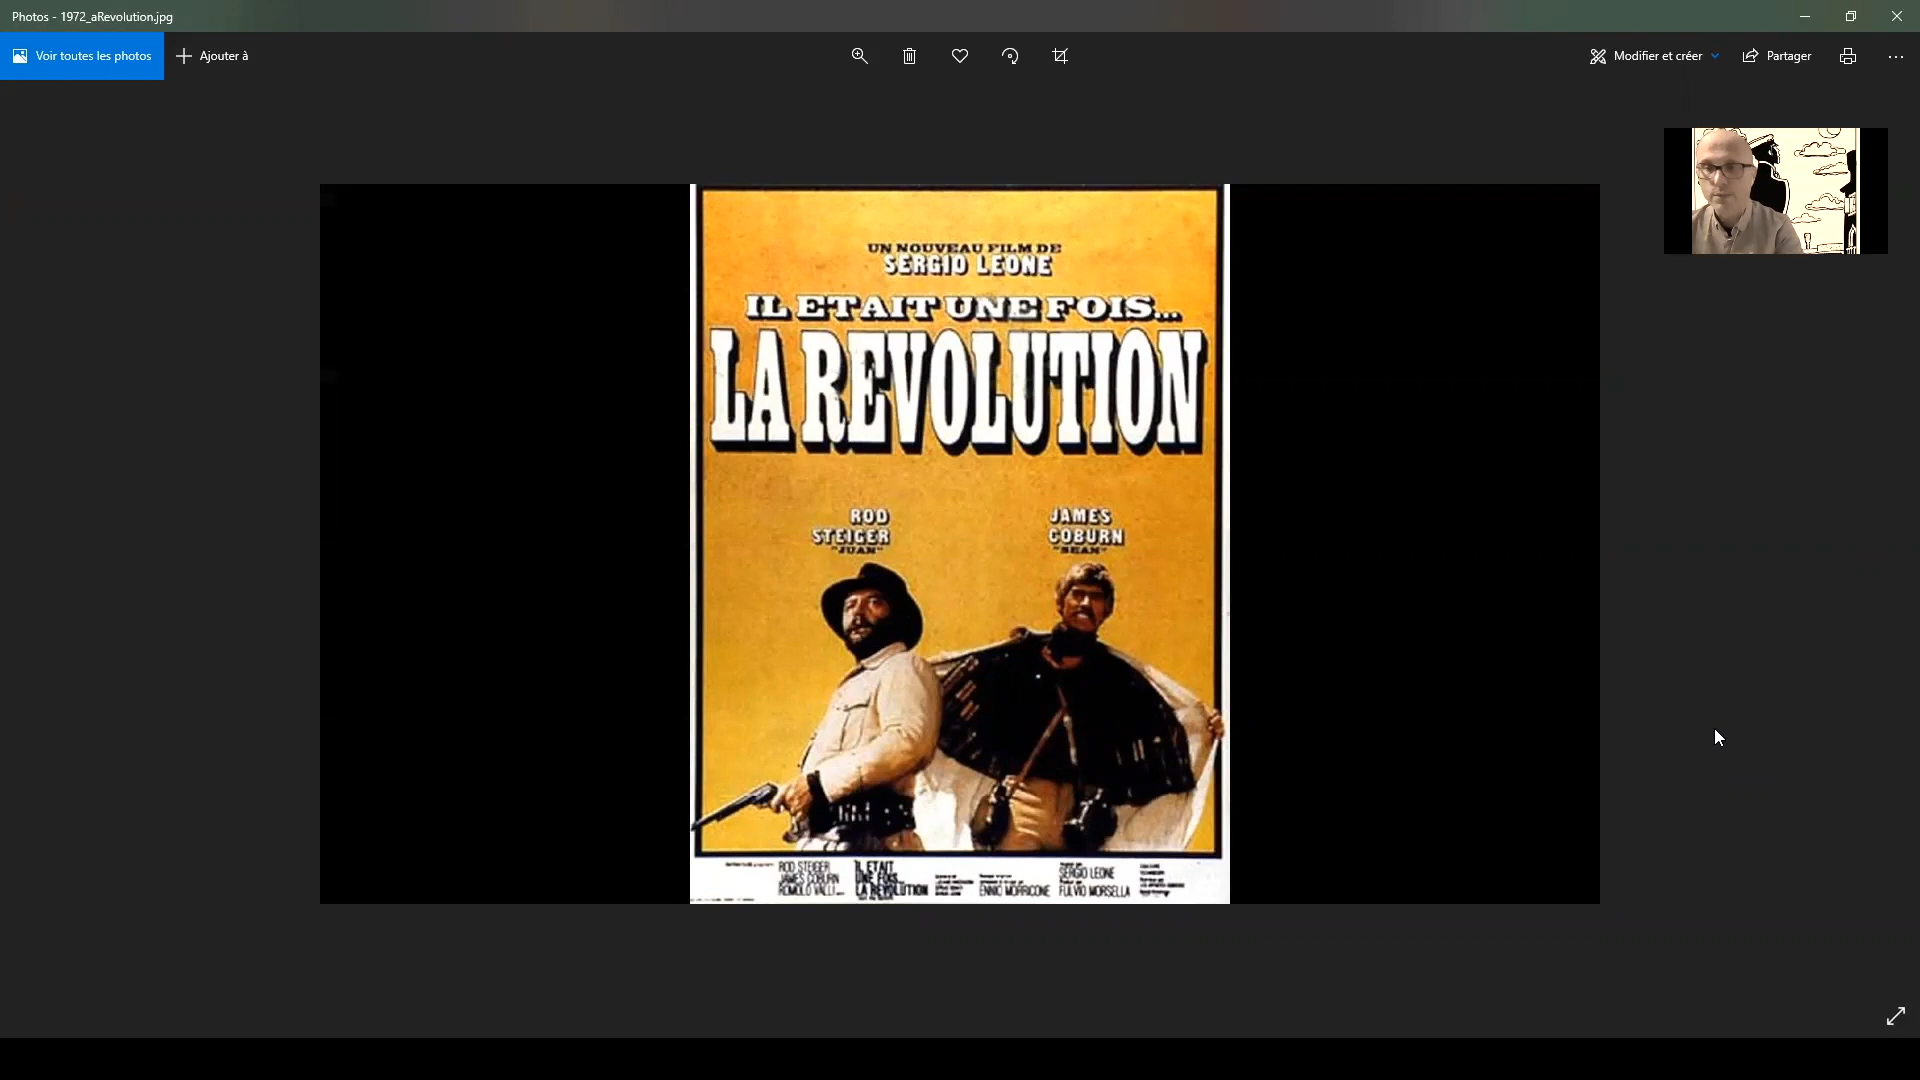 Photos - 1972_aRevolution.jpg
Voir toutes les photos
Ajouter à
Modifier et créer
Partager
UN NOUVEAU FILM DE
SERGIO LEONE
IL ETAIT UNE FOIS...
LA REVOLUTION
ROD
STEIGER
"JUAN"
JAMES
COBURN
"SEAN"
ROD STEIGER
JAMES COBURN
ROMOLO VALLI
IL ETAIT
UNE FOIS...
LA REVOLUTION
ENNIO MORRICONE
SERGIO LEONE
FULVIO MORSELLA